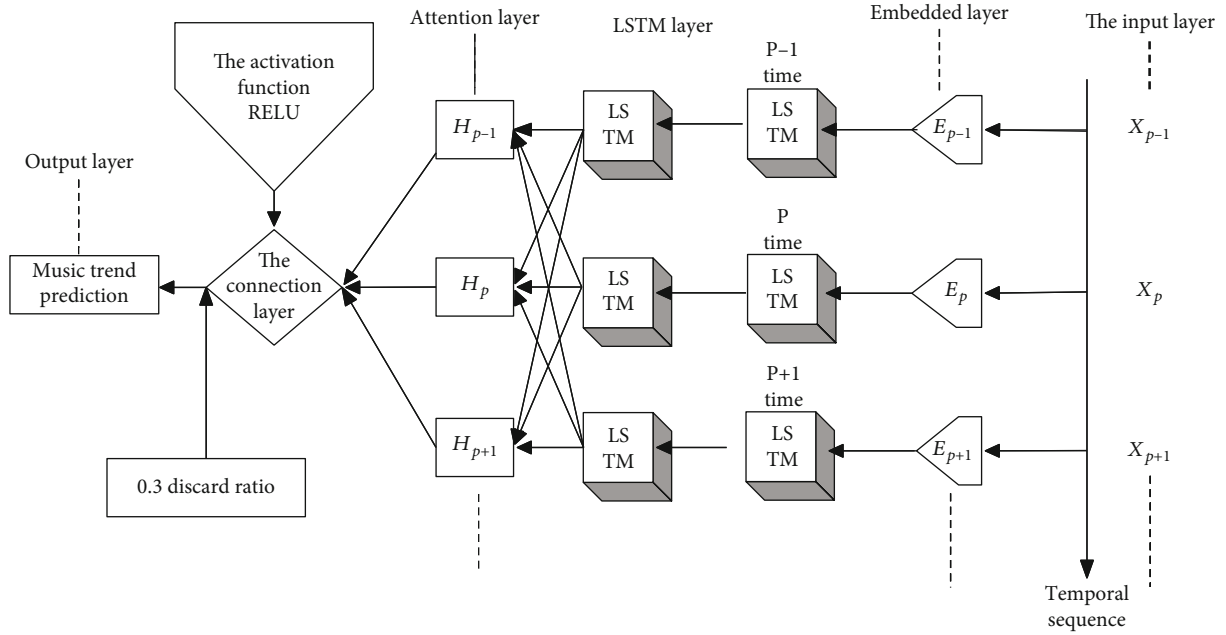 Attention layer
LSTM layer
Embedded layer
The input layer
The activation
function
RELU
P–1
time
LS
TM
LS
TM
H_{p–1}
E_{p–1}
X_{p–1}
Output layer
Music trend
prediction
The
connection
layer
H_p
LS
TM
P
time
LS
TM
E_p
X_p
P+1
time
H_{p+1}
LS
TM
LS
TM
E_{p+1}
X_{p+1}
0.3 discard ratio
Temporal
sequence